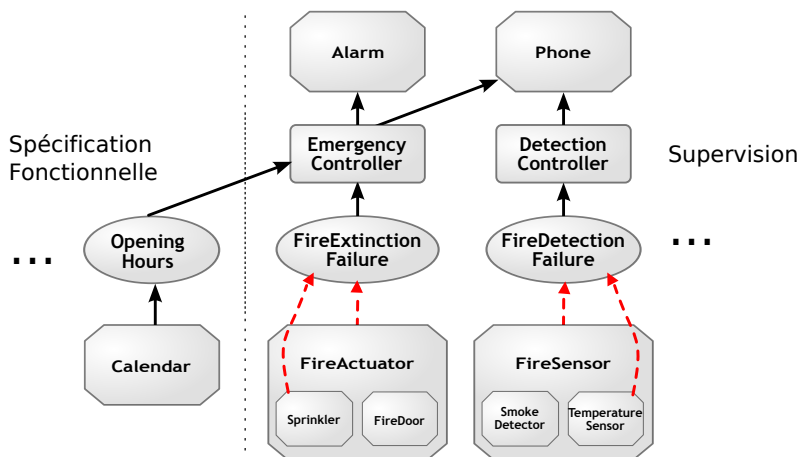 Alarm
Phone
Spécification
Fonctionnelle
Emergency
Controller
Detection
Controller
Supervision
...
Opening
Hours
FireExtinction
Failure
FireDetection
Failure
...
Calendar
FireActuator
Sprinkler
FireDoor
FireSensor
Smoke
Detector
Temperature
Sensor